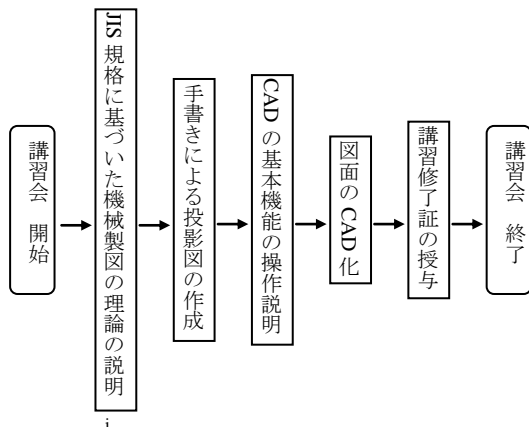 講習会　開始
JIS 規格に基づいた機械製図の理論の説明
手書きによる投影図の作成
CAD の基本機能の操作説明
図面の CAD 化
講習修了証の授与
講習会　終了
i